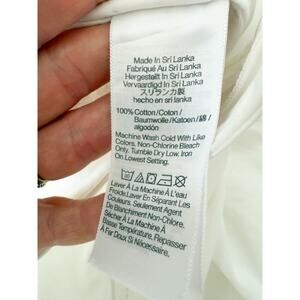 Made In Sri Lanka
Fabriqué Au Sri Lanka
Hergestellt In Sri Lanka
Vervaardigd In Sri Lanka
スリランカ製
hecho en sri lanka
100% Cotton/Coton/
Baumwolle/Katoen/綿/
algodón
Machine Wash Cold With Like
Colors. Non-Chlorine Bleach
Only. Tumble Dry Low. Iron
On Lowest Setting.
Laver À La Machine À L'eau
Froide.Laver En Séparant Les
Couleurs. Seulement Agent
De Blanchiment Non-Chlore.
Sécher À La Machine À
Basse Température. Repasser
À Fer Doux Si Nécessaire.